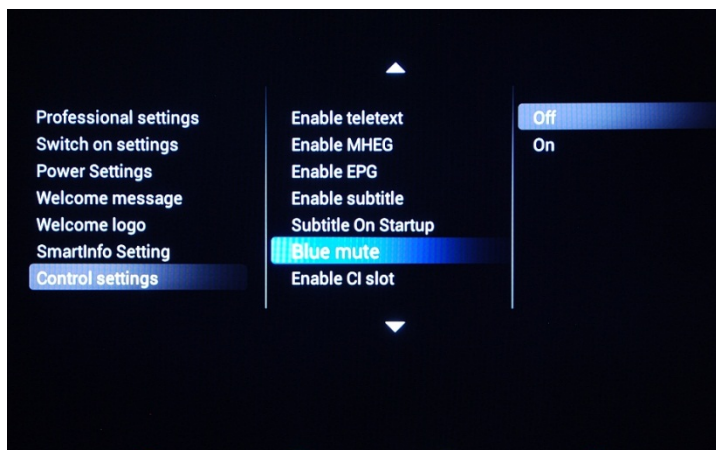 Professional settings
Switch on settings
Power Settings
Welcome message
Welcome logo
SmartInfo Setting
Control settings
Enable teletext
Enable MHEG
Enable EPG
Enable subtitle
Subtitle On Startup
Blue mute
Enable CI slot
Off
On